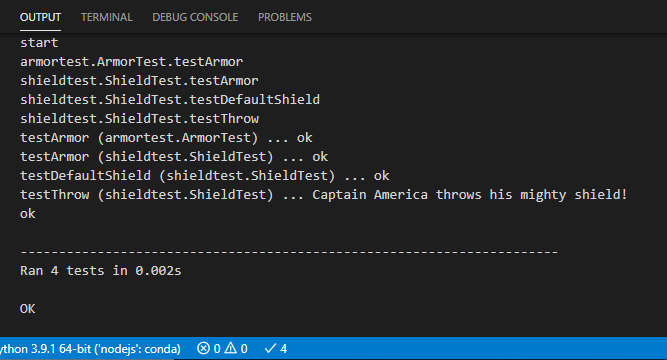 OUTPUT TERMINAL DEBUG CONSOLE PROBLEMS
start
armortest.ArmorTest.testArmor
shieldtest.ShieldTest.testArmor
shieldtest.ShieldTest.testDefaultShield
shieldtest.ShieldTest.testThrow
testArmor (armortest.ArmorTest) ... ok
testArmor (shieldtest.ShieldTest) ... ok
testDefaultShield (shieldtest.ShieldTest) ... ok
testThrow (shieldtest.ShieldTest) ... Captain America throws his mighty shield!
ok
----------------------------------------------------------------------
Ran 4 tests in 0.002s
OK
ython 3.9.1 64-bit ('nodejs': conda) 0 0 4